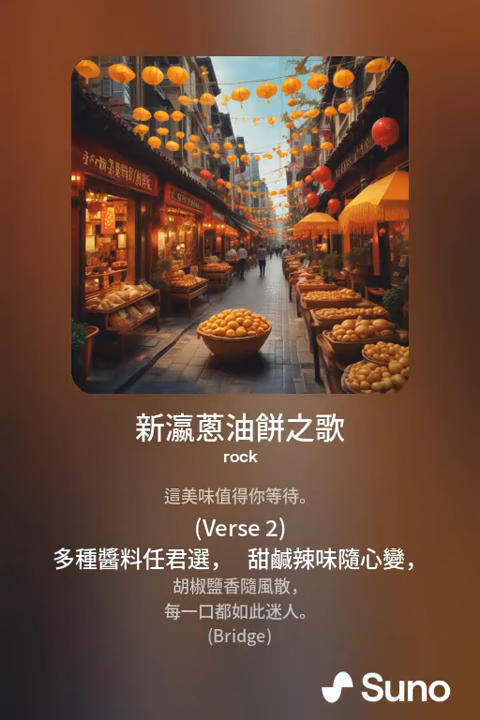 新瀛蔥油餅之歌
rock
這美味值得你等待。
(Verse 2)
多種醬料任君選， 甜鹹辣味隨心變，
胡椒鹽香隨風散，
每一口都如此迷人。
(Bridge)
Suno